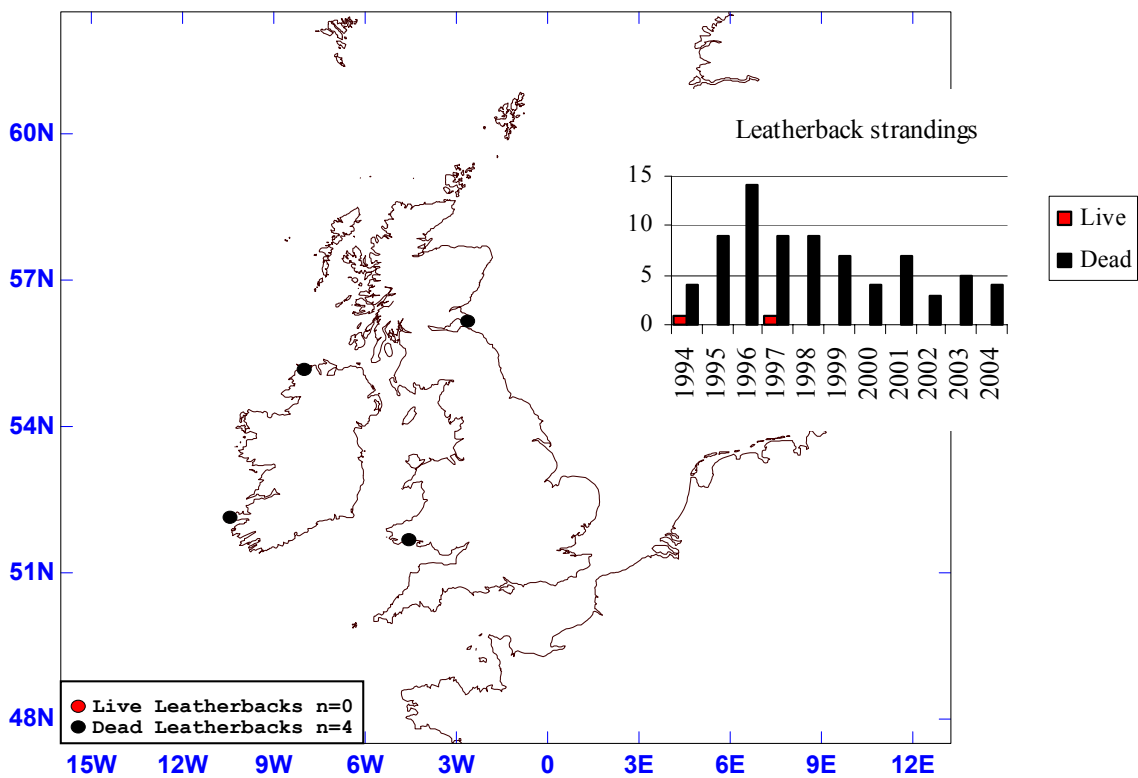 60N
57N
54N
51N
48N
15W 12W 9W 6W 3W 0 3E 6E 9E 12E
Leatherback strandings
15
10
5
0
1994 1995 1996 1997 1998 1999 2000 2001 2002 2003 2004
Live
Dead
Live Leatherbacks n=0
Dead Leatherbacks n=4